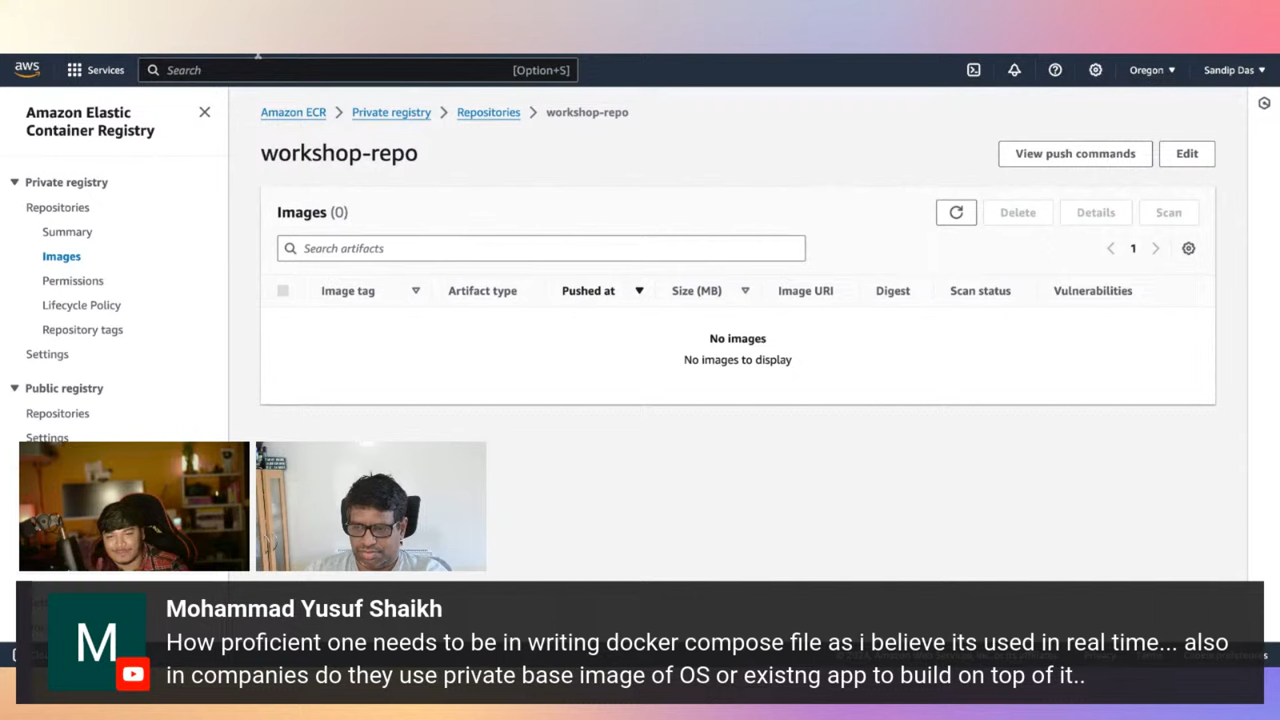 aws
Services
Search
[Option+S]
Oregon
Sandip Das
Amazon Elastic
Container Registry
Private registry
Repositories
Summary
Images
Permissions
Lifecycle Policy
Repository tags
Settings
Public registry
Repositories
Settings
Amazon ECR
Private registry
Repositories
workshop-repo
workshop-repo
View push commands
Edit
Images (0)
Delete
Details
Scan
Search artifacts
1
Image tag
Artifact type
Pushed at
Size (MB)
Image URI
Digest
Scan status
Vulnerabilities
No images
No images to display
M
Mohammad Yusuf Shaikh
How proficient one needs to be in writing docker compose file as i believe its used in real time... also
in companies do they use private base image of OS or existng app to build on top of it..